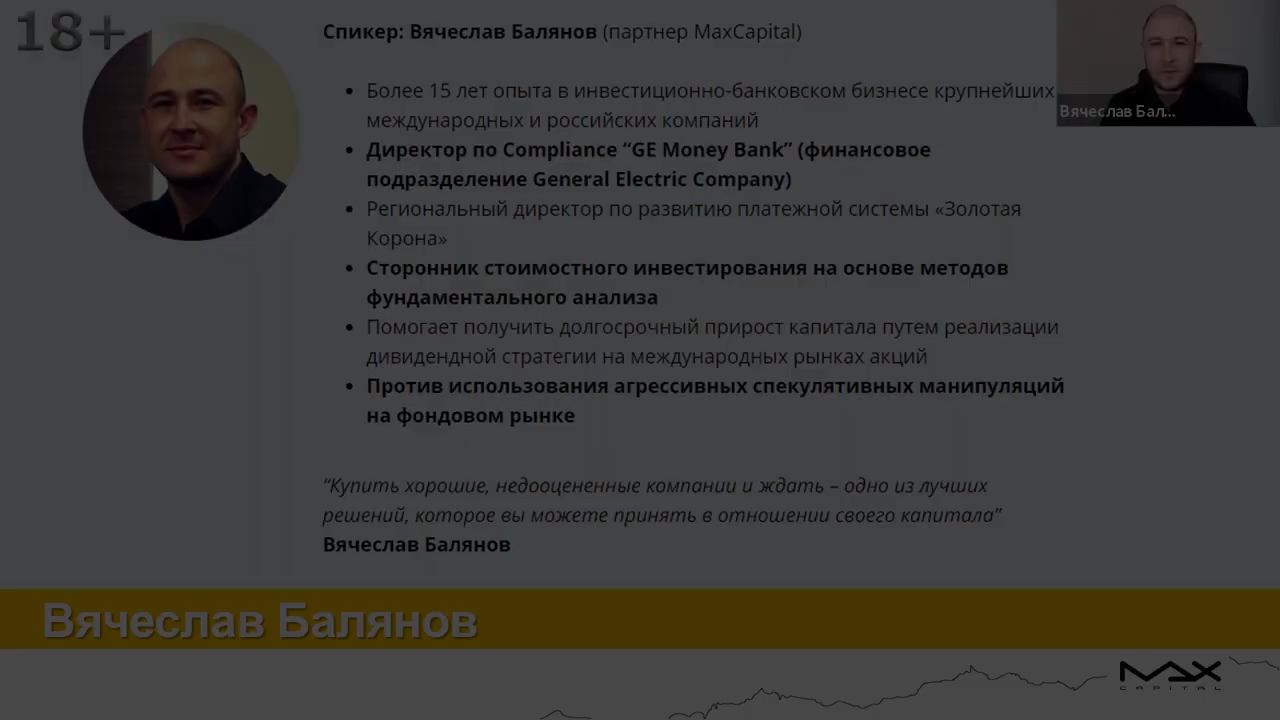 18+
Спикер: Вячеслав Балянов (партнер MaxCapital)
Вячеслав Бал...
Более 15 лет опыта в инвестиционно-банковском бизнесе крупнейших
международных и российских компаний
Директор по Compliance “GE Money Bank” (финансовое
подразделение General Electric Company)
Региональный директор по развитию платежной системы «Золотая
Корона»
Сторонник стоимостного инвестирования на основе методов
фундаментального анализа
Помогает получить долгосрочный прирост капитала путем реализации
дивидендной стратегии на международных рынках акций
Против использования агрессивных спекулятивных манипуляций
на фондовом рынке
“Купить хорошие, недооцененные компании и ждать – одно из лучших
решений, которое вы можете принять в отношении своего капитала”
Вячеслав Балянов
Вячеслав Балянов
MAX
CAPITAL